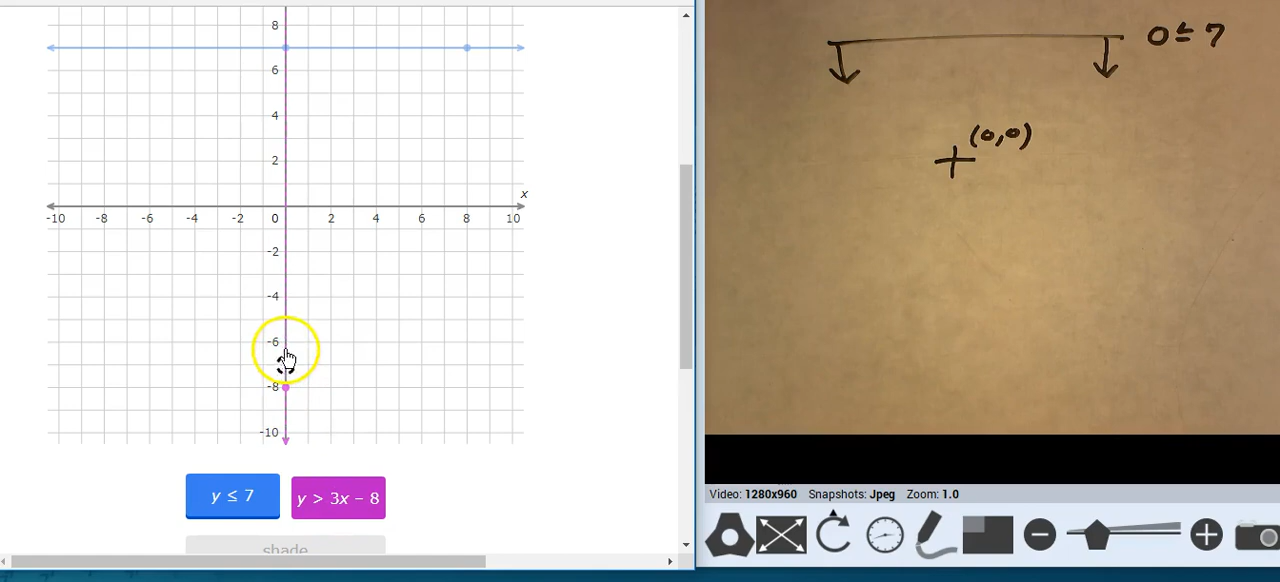 8
6
4
2
x
-10 -8 -6 -4 -2 0 2 4 6 8 10
-2
-4
-6
-8
-10
y ≤ 7
y > 3x − 8
shade
0 ≤ 7
(0,0)
Video: 1280x960 Snapshots: Jpeg Zoom: 1.0